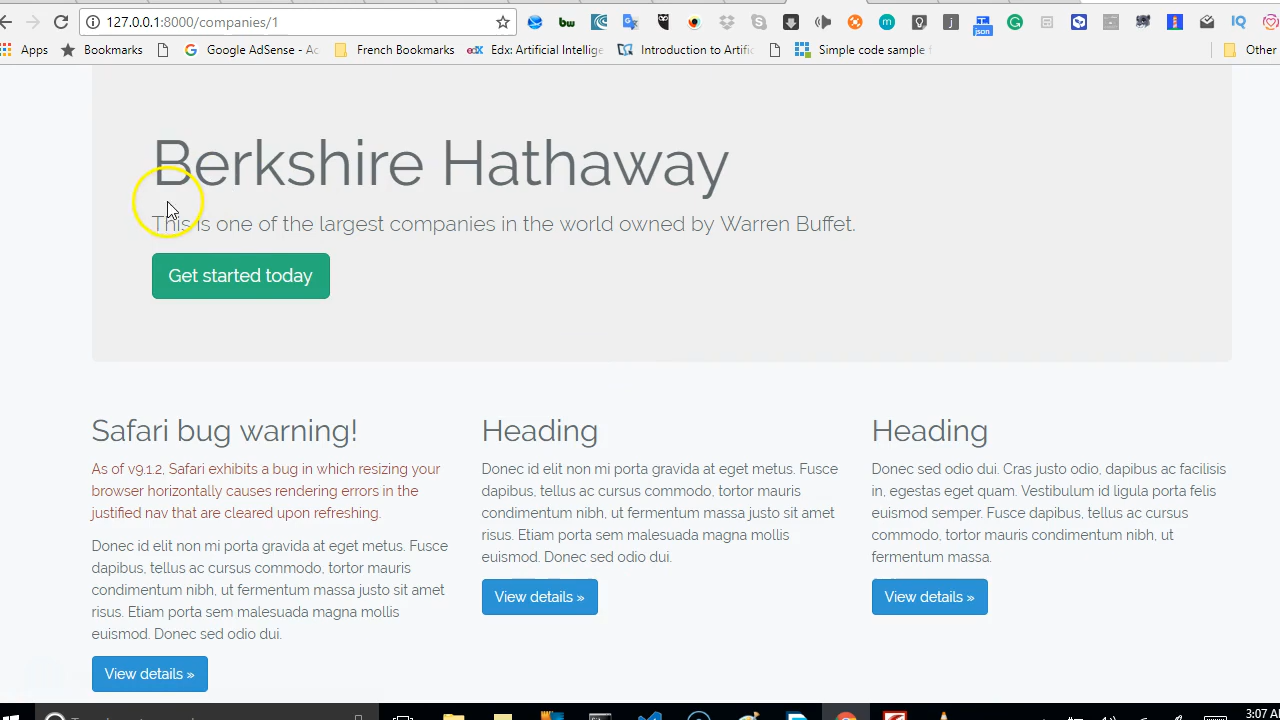 127.0.0.1:8000/companies/1
Apps Bookmarks Google AdSense - Ac French Bookmarks Edx: Artificial Intellige Introduction to Artific Simple code sample Other
json
Berkshire Hathaway
This is one of the largest companies in the world owned by Warren Buffet.
Get started today
Safari bug warning!
As of v9.1.2, Safari exhibits a bug in which resizing your
browser horizontally causes rendering errors in the
justified nav that are cleared upon refreshing.
Donec id elit non mi porta gravida at eget metus. Fusce
dapibus, tellus ac cursus commodo, tortor mauris
condimentum nibh, ut fermentum massa justo sit amet
risus. Etiam porta sem malesuada magna mollis
euismod. Donec sed odio dui.
View details »
Heading
Donec id elit non mi porta gravida at eget metus. Fusce
dapibus, tellus ac cursus commodo, tortor mauris
condimentum nibh, ut fermentum massa justo sit amet
risus. Etiam porta sem malesuada magna mollis
euismod. Donec sed odio dui.
View details »
Heading
Donec sed odio dui. Cras justo odio, dapibus ac facilisis
in, egestas eget quam. Vestibulum id ligula porta felis
euismod semper. Fusce dapibus, tellus ac cursus
commodo, tortor mauris condimentum nibh, ut
fermentum massa.
View details »
3:07 AM